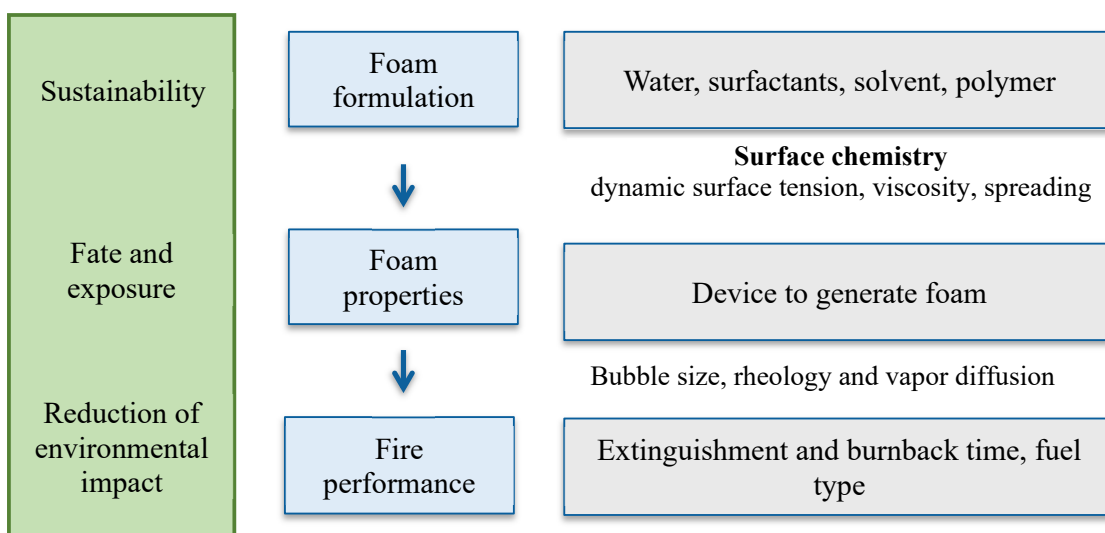 Sustainability
Foam
formulation
Water, surfactants, solvent, polymer
Surface chemistry
dynamic surface tension, viscosity, spreading
Fate and
exposure
Foam
properties
Device to generate foam
Bubble size, rheology and vapor diffusion
Reduction of
environmental
impact
Fire
performance
Extinguishment and burnback time, fuel
type